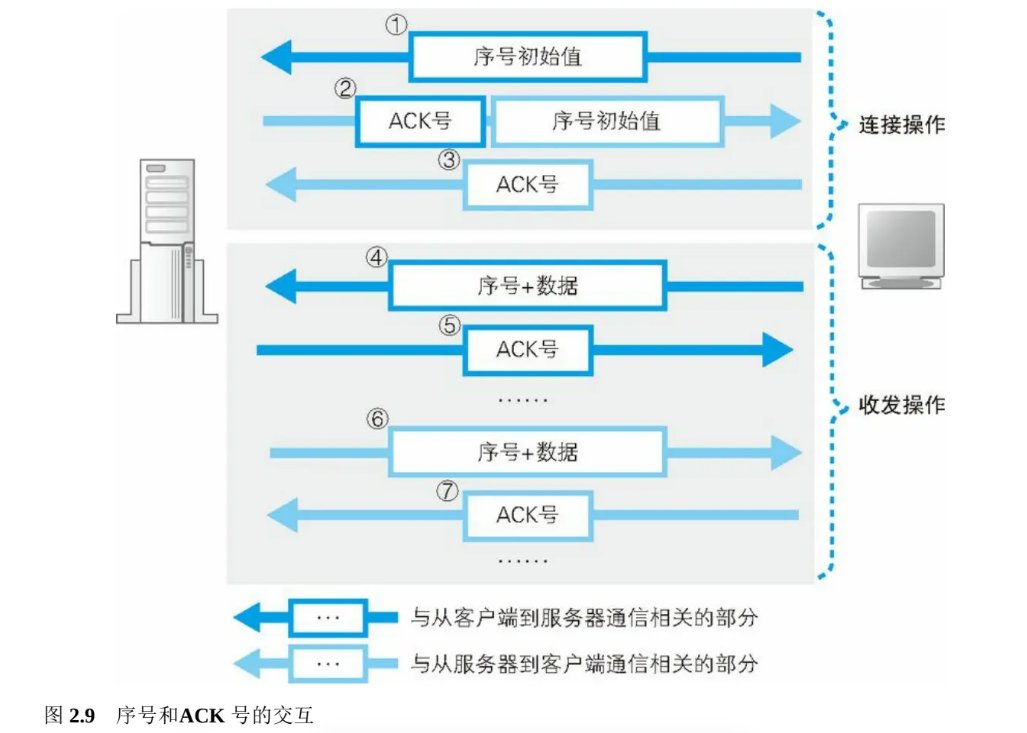 ①
序号初始值
②
ACK号
序号初始值
③
ACK号
连接操作
④
序号+数据
⑤
ACK号
……
⑥
序号+数据
⑦
ACK号
……
收发操作
… 与从客户端到服务器通信相关的部分
… 与从服务器到客户端通信相关的部分
图 2.9 序号和ACK 号的交互